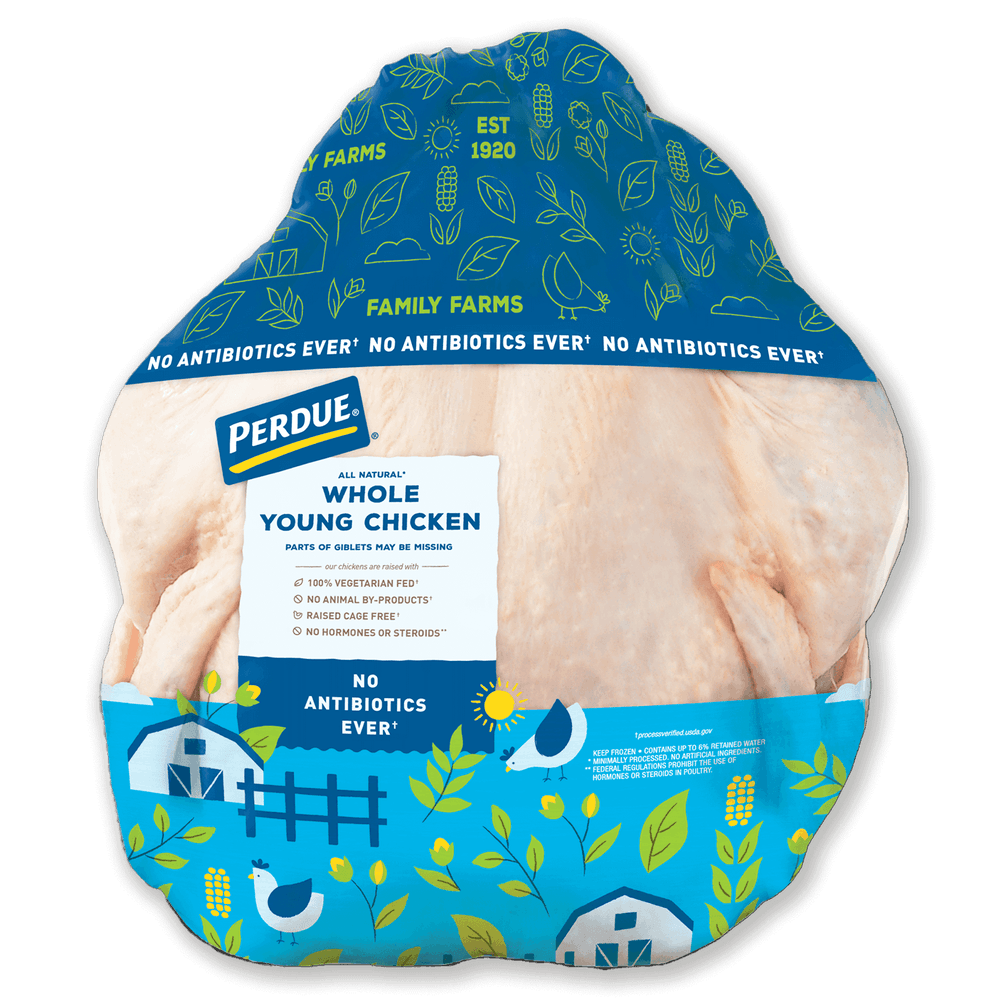 EST
1920
Y FARMS
FAMILY FARMS
NO ANTIBIOTICS EVER† NO ANTIBIOTICS EVER† NO ANTIBIOTICS EVER†
PERDUE®
®
ALL NATURAL*
WHOLE
YOUNG CHICKEN
PARTS OF GIBLETS MAY BE MISSING
our chickens are raised with
100% VEGETARIAN FED†
NO ANIMAL BY-PRODUCTS†
RAISED CAGE FREE†
NO HORMONES OR STEROIDS**
NO
ANTIBIOTICS
EVER†
†processverified.usda.gov
KEEP FROZEN • CONTAINS UP TO 6% RETAINED WATER
* MINIMALLY PROCESSED. NO ARTIFICIAL INGREDIENTS.
** FEDERAL REGULATIONS PROHIBIT THE USE OF
HORMONES OR STEROIDS IN POULTRY.